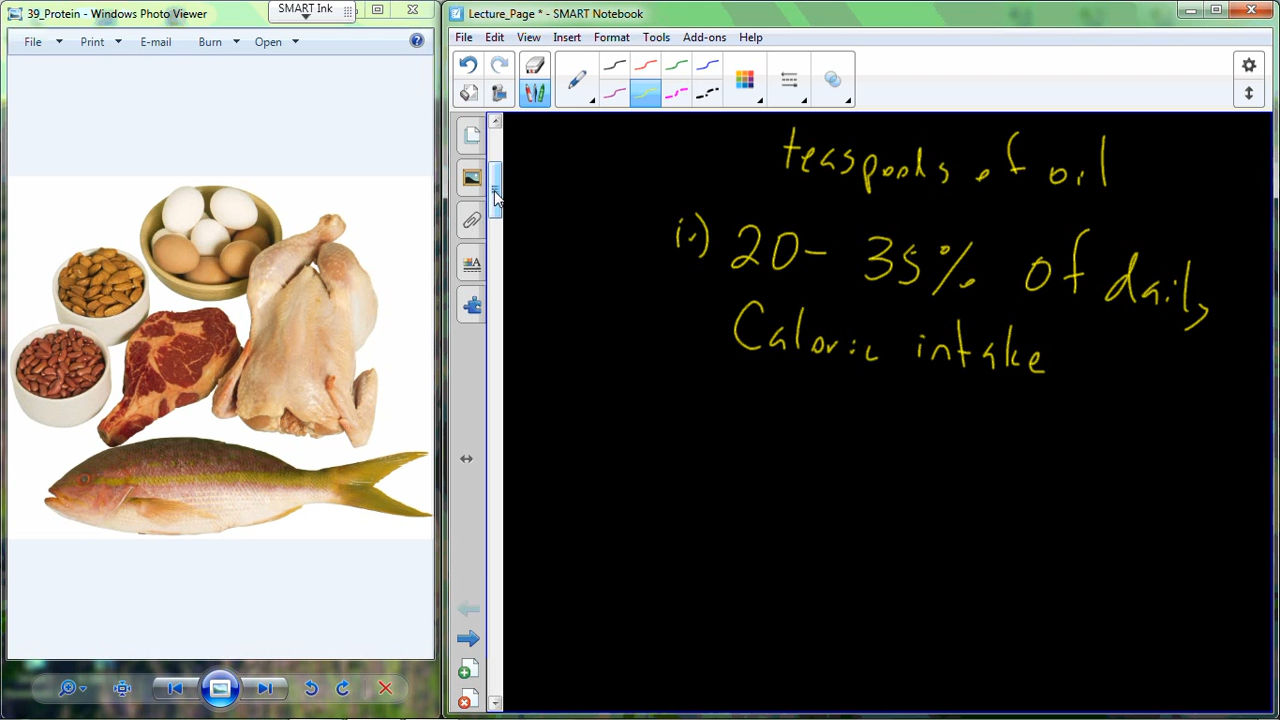 39_Protein - Windows Photo Viewer
SMART Ink
File Print E-mail Burn Open
Lecture_Page * - SMART Notebook
File Edit View Insert Format Tools Add-ons Help
teaspoons of oil
i.) 20- 35% of daily
Caloric intake